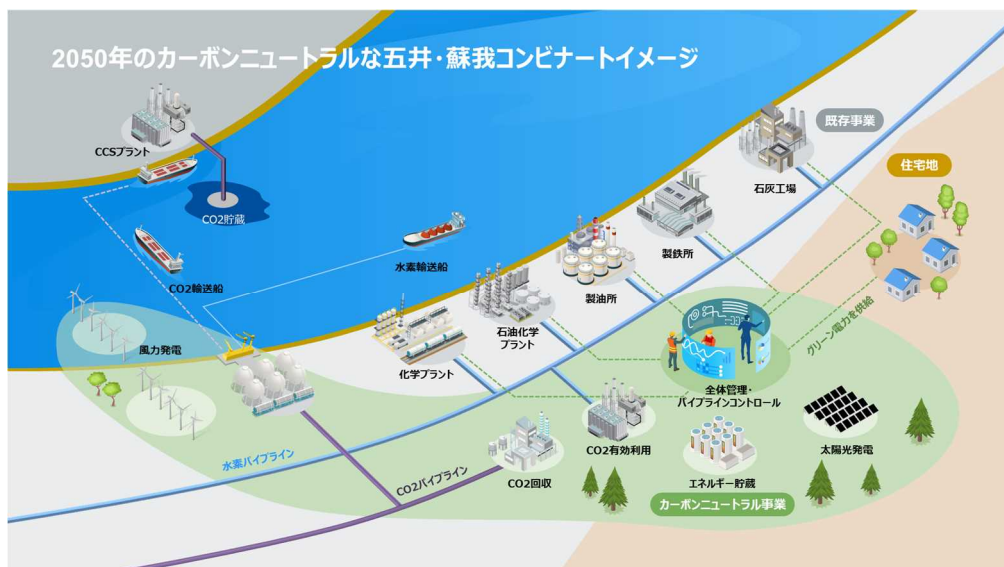 2050年のカーボンニュートラルな五井・蘇我コンビナートイメージ
CCSプラント
CO2貯蔵
CO2輸送船
水素輸送船
既存事業
石灰工場
住宅地
製鉄所
製油所
石油化学
プラント
化学プラント
風力発電
グリーン電力を供給
全体管理・
パイプラインコントロール
水素パイプライン
CO2パイプライン
CO2回収
CO2有効利用
エネルギー貯蔵
太陽光発電
カーボンニュートラル事業